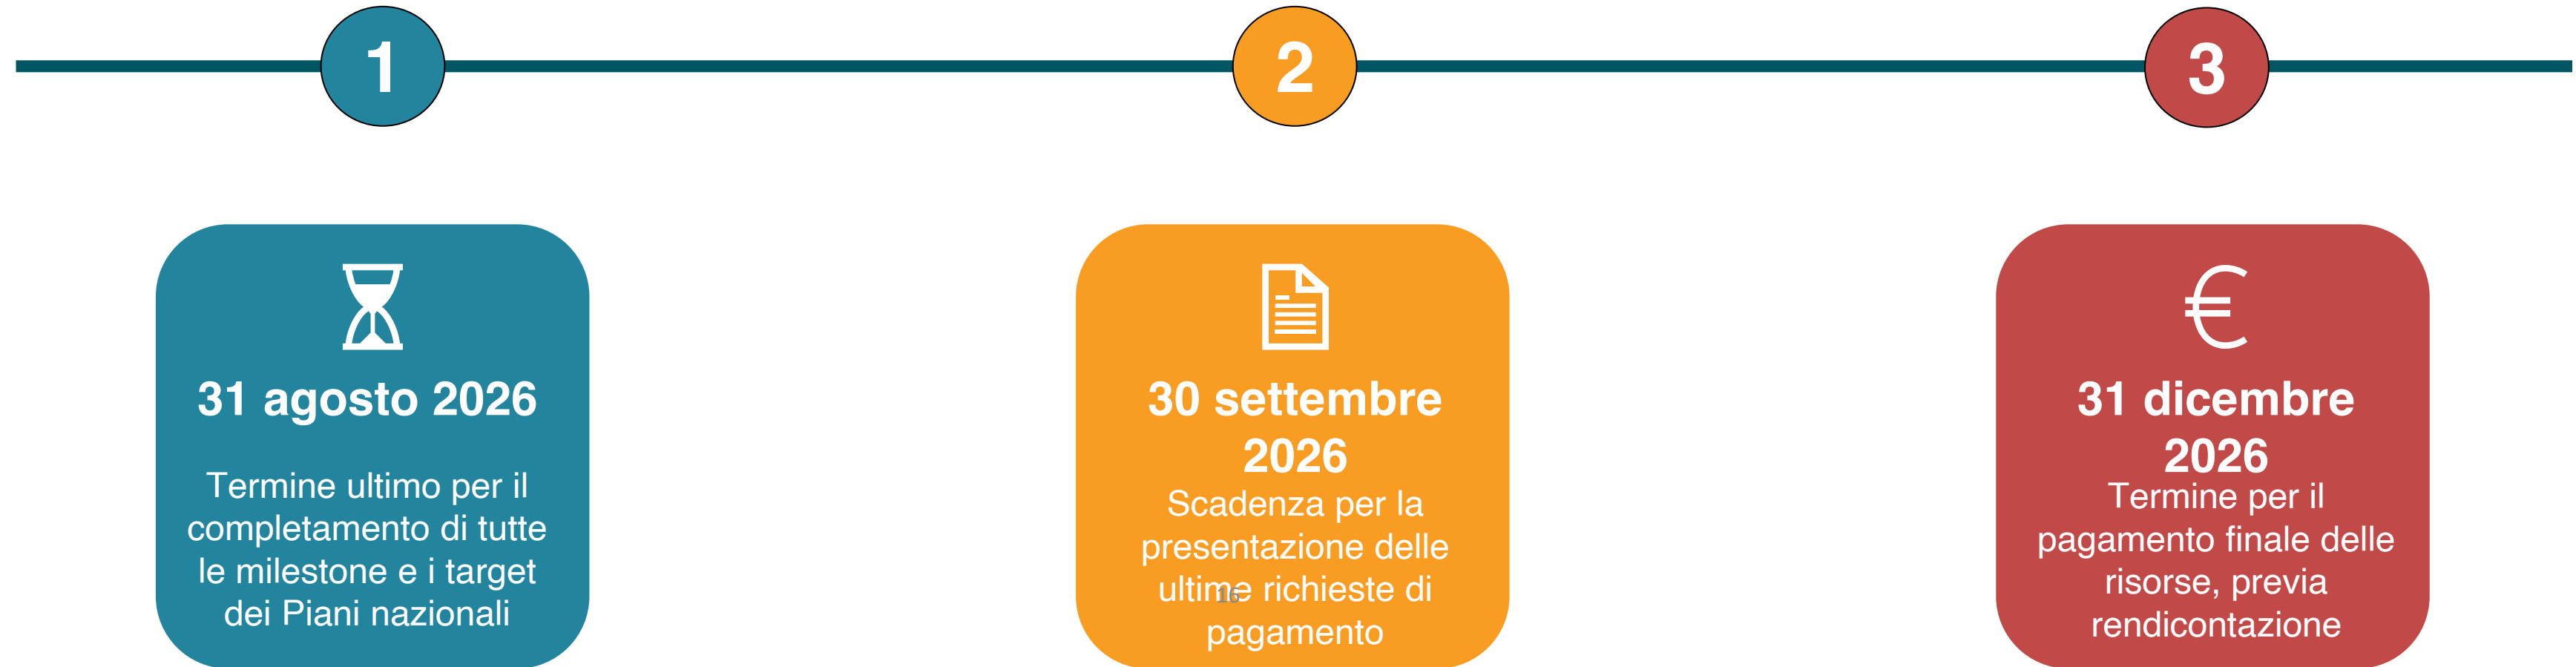 1
2
3
31 agosto 2026
Termine ultimo per il
completamento di tutte
le milestone e i target
dei Piani nazionali
30 settembre
2026
Scadenza per la
presentazione delle
ultime richieste di
pagamento
16
€
31 dicembre
2026
Termine per il
pagamento finale delle
risorse, previa
rendicontazione